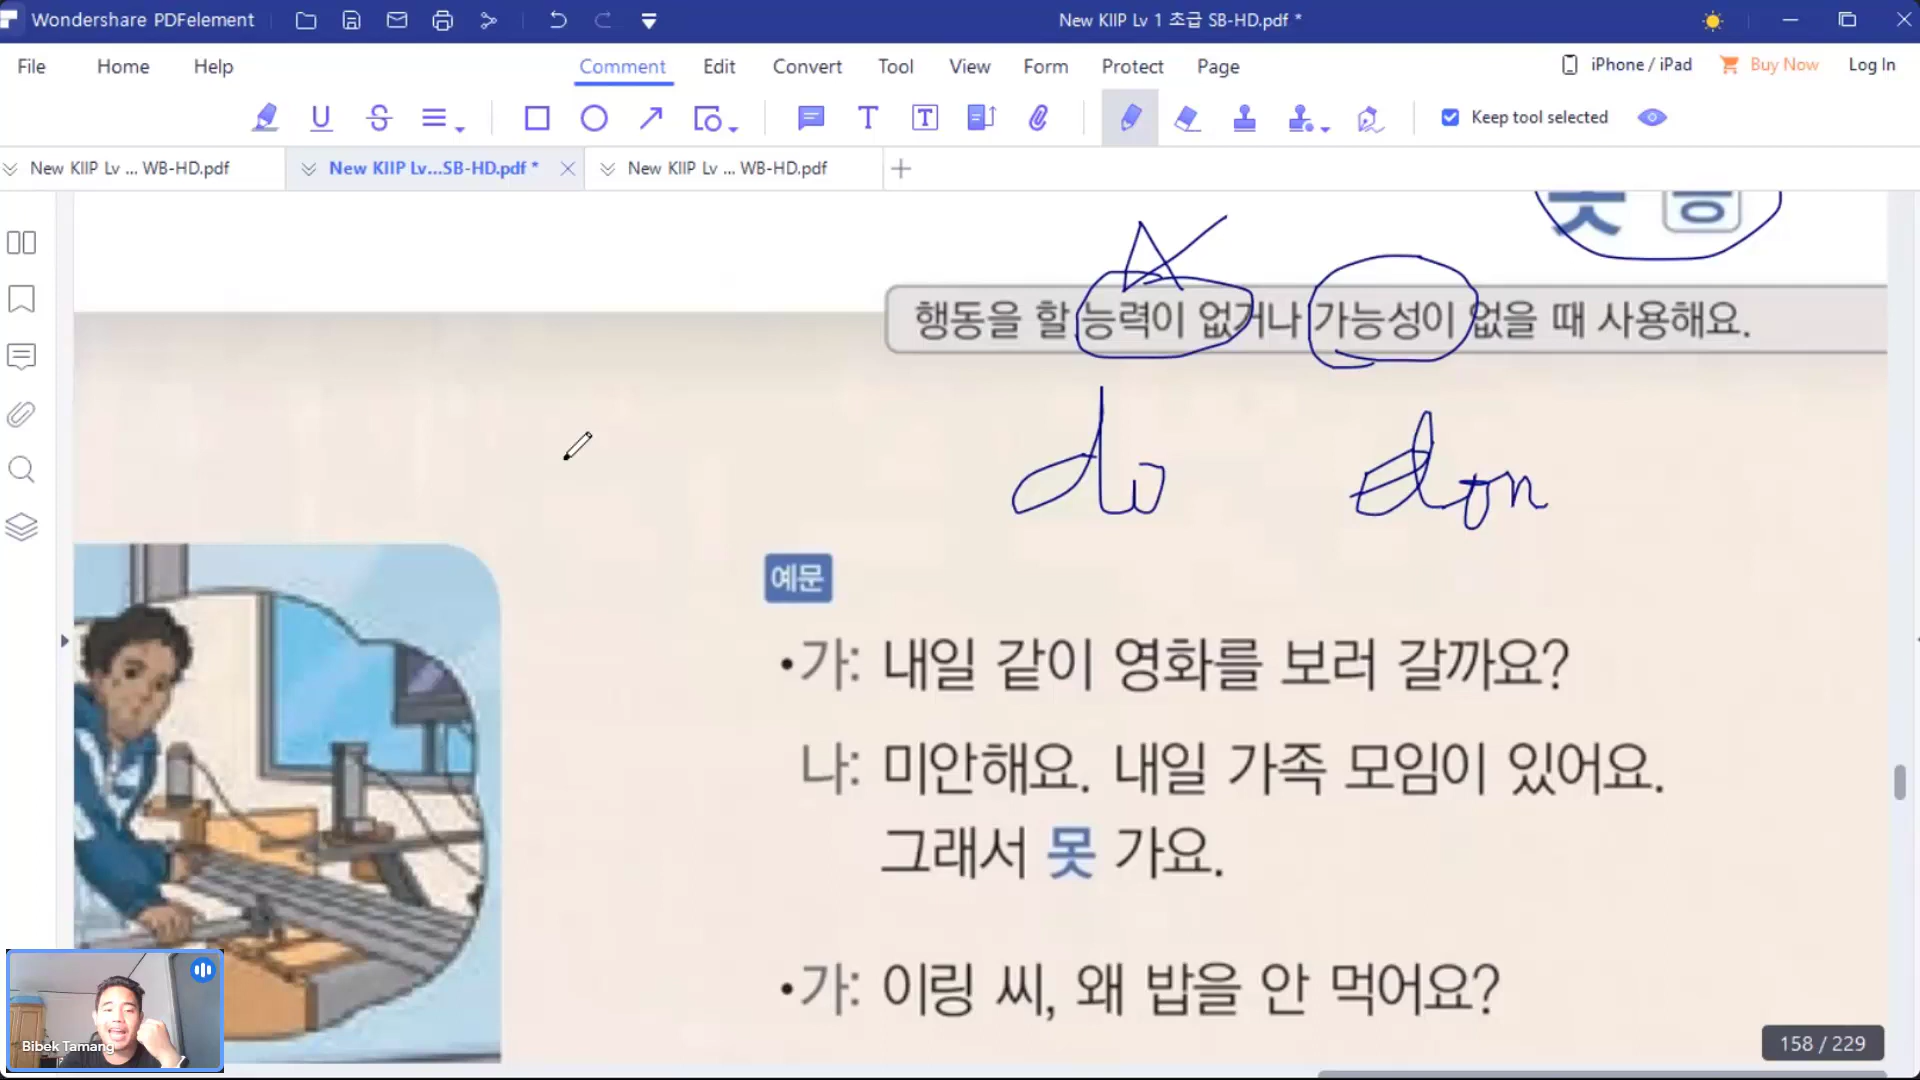 Wondershare PDFelement
New KIIP Lv 1 초급 SB-HD.pdf *
File Home Help Comment Edit Convert Tool View Form Protect Page iPhone / iPad Buy Now Log In
Keep tool selected
New KIIP Lv ... WB-HD.pdf New KIIP Lv...SB-HD.pdf * New KIIP Lv ... WB-HD.pdf
못 동
행동을 할 능력이 없거나 가능성이 없을 때 사용해요.
do don
예문
•가: 내일 같이 영화를 보러 갈까요?
나: 미안해요. 내일 가족 모임이 있어요.
그래서 못 가요.
•가: 이링 씨, 왜 밥을 안 먹어요?
Bibek Tamang
158 / 229